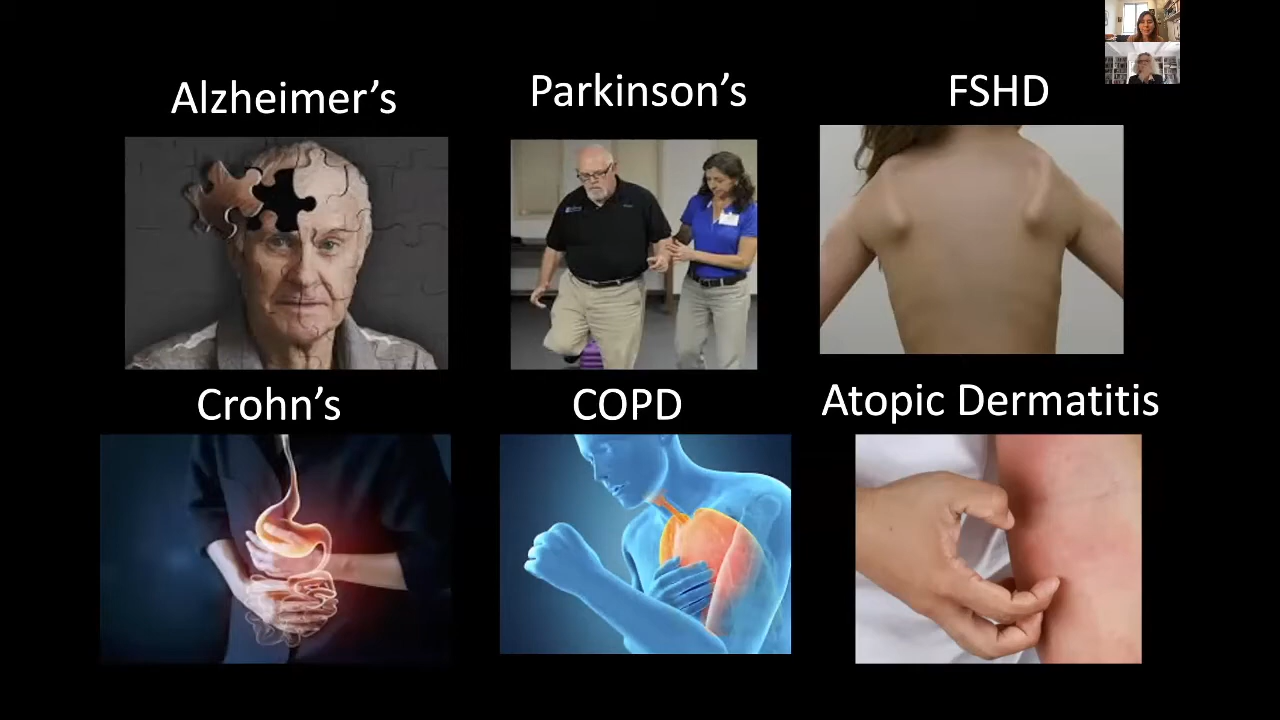 Alzheimer's
Parkinson's
FSHD
Crohn's
COPD
Atopic Dermatitis